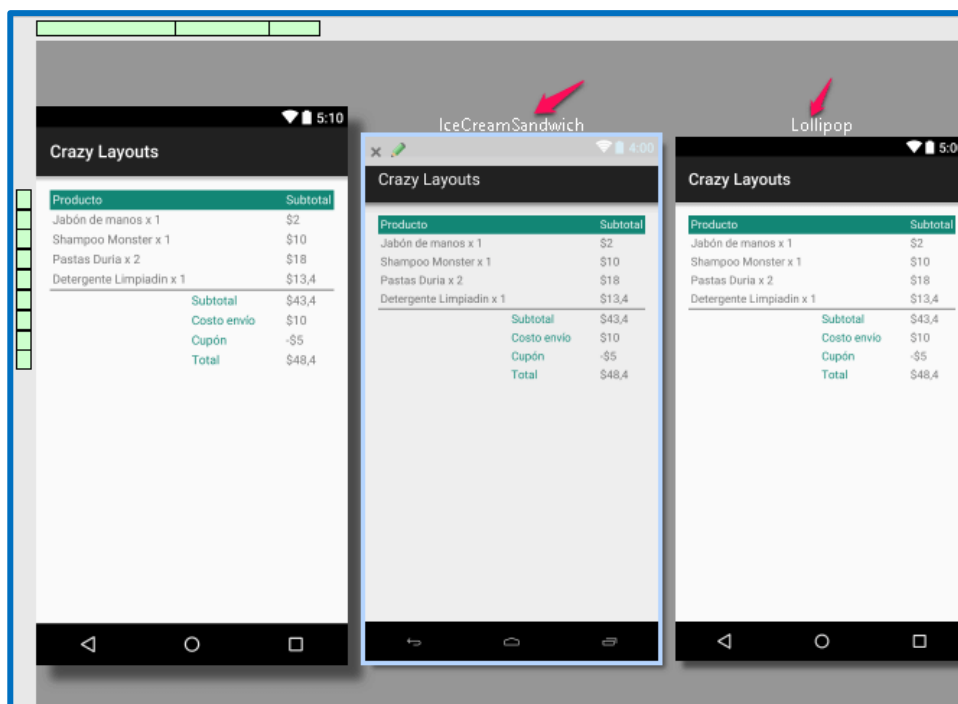 5:10
Crazy Layouts
Producto Subtotal
Jabón de manos x 1 $2
Shampoo Monster x 1 $10
Pastas Duria x 2 $18
Detergente Limpiadin x 1 $13,4
Subtotal $43,4
Costo envío $10
Cupón -$5
Total $48,4
IceCreamSandwich
4:00
Crazy Layouts
Producto Subtotal
Jabón de manos x 1 $2
Shampoo Monster x 1 $10
Pastas Duria x 2 $18
Detergente Limpiadin x 1 $13,4
Subtotal $43,4
Costo envío $10
Cupón -$5
Total $48,4
Lollipop
5:0
Crazy Layouts
Producto Subtotal
Jabón de manos x 1 $2
Shampoo Monster x 1 $10
Pastas Duria x 2 $18
Detergente Limpiadin x 1 $13,4
Subtotal $43,4
Costo envío $10
Cupón -$5
Total $48,4